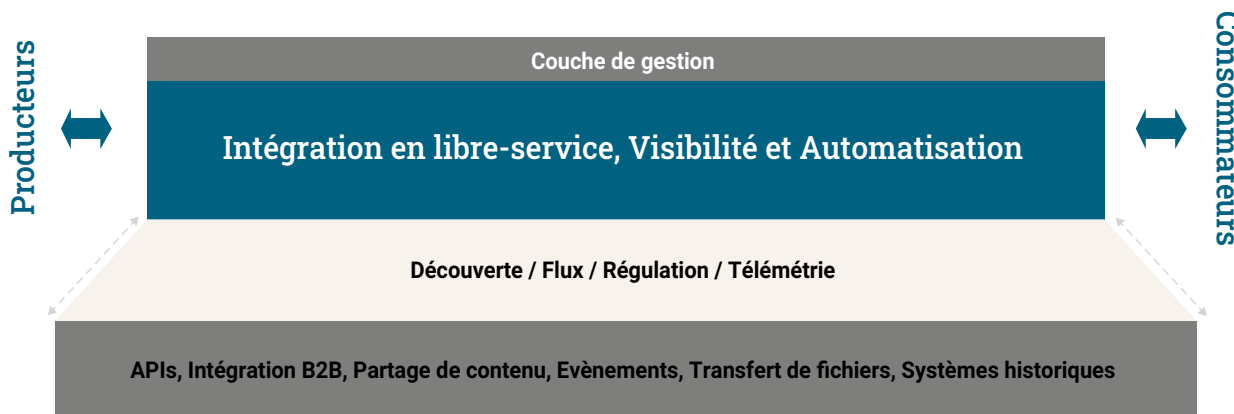 Producteurs
Couche de gestion
Intégration en libre-service, Visibilité et Automatisation
Consommateurs
Découverte / Flux / Régulation / Télémétrie
APIs, Intégration B2B, Partage de contenu, Evènements, Transfert de fichiers, Systèmes historiques